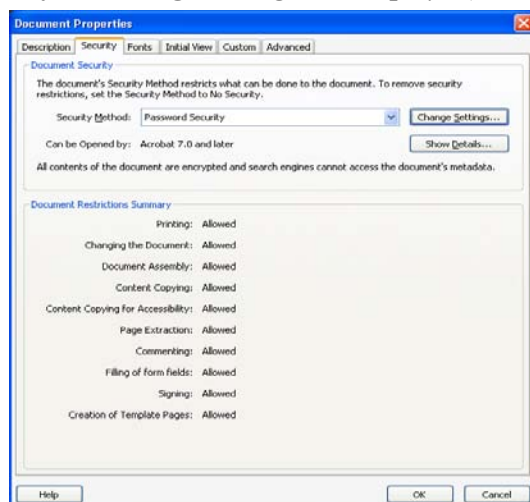 Document Properties
Description Security Fonts Initial View Custom Advanced
Document Security
The document's Security Method restricts what can be done to the document. To remove security
restrictions, set the Security Method to No Security.
Security Method: Password Security Change Settings...
Can be Opened by: Acrobat 7.0 and later Show Details...
All contents of the document are encrypted and search engines cannot access the document's metadata.
Document Restrictions Summary
Printing: Allowed
Changing the Document: Allowed
Document Assembly: Allowed
Content Copying: Allowed
Content Copying for Accessibility: Allowed
Page Extraction: Allowed
Commenting: Allowed
Filling of form fields: Allowed
Signing: Allowed
Creation of Template Pages: Allowed
Help OK Cancel